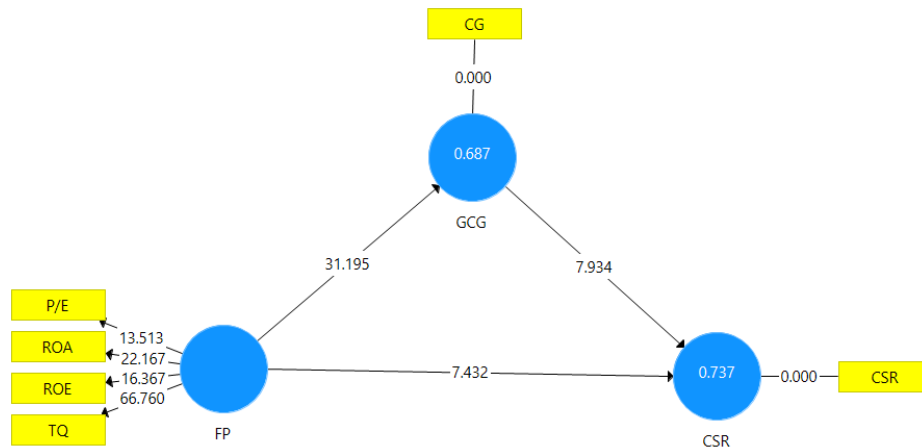 CG
0.000
0.687
GCG
31.195
7.934
P/E
13.513
ROA
22.167
ROE
16.367
TQ
66.760
FP
7.432
0.737
CSR
0.000
CSR